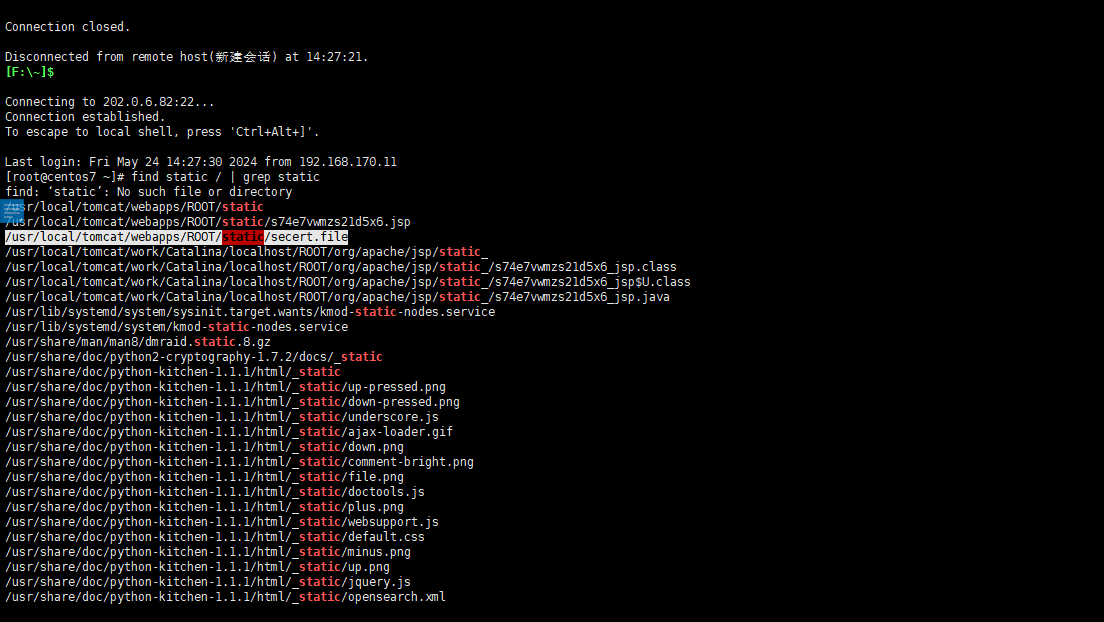 Connection closed.
Disconnected from remote host(新建会话) at 14:27:21.
[F:\~]$
Connecting to 202.0.6.82:22...
Connection established.
To escape to local shell, press 'Ctrl+Alt+]'.
Last login: Fri May 24 14:27:30 2024 from 192.168.170.11
[root@centos7 ~]# find static / | grep static
find: ‘static’: No such file or directory
/usr/local/tomcat/webapps/ROOT/static
/usr/local/tomcat/webapps/ROOT/static/s74e7vwmzs21d5x6.jsp
/usr/local/tomcat/webapps/ROOT/static/secert.file
/usr/local/tomcat/work/Catalina/localhost/ROOT/org/apache/jsp/static_
/usr/local/tomcat/work/Catalina/localhost/ROOT/org/apache/jsp/static_/s74e7vwmzs21d5x6_jsp.class
/usr/local/tomcat/work/Catalina/localhost/ROOT/org/apache/jsp/static_/s74e7vwmzs21d5x6_jsp$U.class
/usr/local/tomcat/work/Catalina/localhost/ROOT/org/apache/jsp/static_/s74e7vwmzs21d5x6_jsp.java
/usr/lib/systemd/system/sysinit.target.wants/kmod-static-nodes.service
/usr/lib/systemd/system/kmod-static-nodes.service
/usr/share/man/man8/dmraid.static.8.gz
/usr/share/doc/python2-cryptography-1.7.2/docs/_static
/usr/share/doc/python-kitchen-1.1.1/html/_static
/usr/share/doc/python-kitchen-1.1.1/html/_static/up-pressed.png
/usr/share/doc/python-kitchen-1.1.1/html/_static/down-pressed.png
/usr/share/doc/python-kitchen-1.1.1/html/_static/underscore.js
/usr/share/doc/python-kitchen-1.1.1/html/_static/ajax-loader.gif
/usr/share/doc/python-kitchen-1.1.1/html/_static/down.png
/usr/share/doc/python-kitchen-1.1.1/html/_static/comment-bright.png
/usr/share/doc/python-kitchen-1.1.1/html/_static/file.png
/usr/share/doc/python-kitchen-1.1.1/html/_static/doctools.js
/usr/share/doc/python-kitchen-1.1.1/html/_static/plus.png
/usr/share/doc/python-kitchen-1.1.1/html/_static/websupport.js
/usr/share/doc/python-kitchen-1.1.1/html/_static/default.css
/usr/share/doc/python-kitchen-1.1.1/html/_static/minus.png
/usr/share/doc/python-kitchen-1.1.1/html/_static/up.png
/usr/share/doc/python-kitchen-1.1.1/html/_static/jquery.js
/usr/share/doc/python-kitchen-1.1.1/html/_static/opensearch.xml